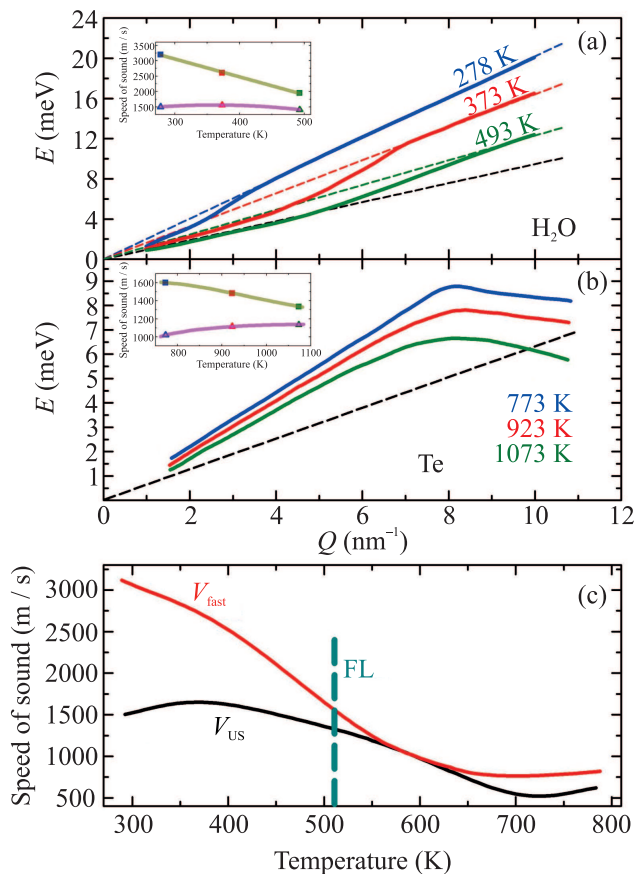 (a)
E (meV)
24
20
16
12
8
4
0
Speed of sound (m / s)
3500
3000
2500
2000
1500
300
400
500
Temperature (K)
278 K
373 K
493 K
H₂O
(b)
E (meV)
9
8
7
6
5
4
3
2
1
Speed of sound (m / s)
1600
1400
1200
1000
800
900
1000
1100
Temperature (K)
773 K
923 K
1073 K
Te
0 2 4 6 8 10 12
Q (nm⁻¹)
(c)
Speed of sound (m / s)
3000
2500
2000
1500
1000
500
V_fast
V_US
FL
300 400 500 600 700 800
Temperature (K)